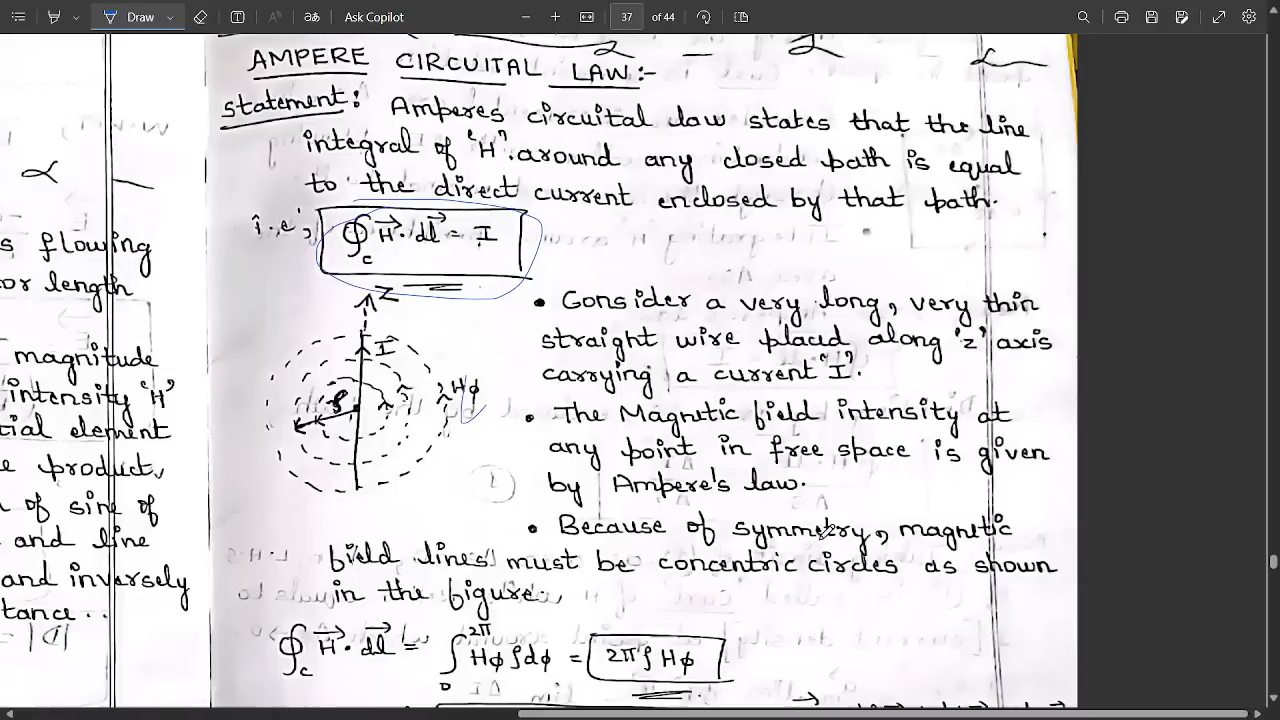 Draw
aあ
Ask Copilot
37 of 44
AMPERE CIRCUITAL LAW:-
Statement: Amperes circuital law states that the line
integral of "H" around any closed path is equal
to the direct current enclosed by that path.
i.e; ∮c H⃗. dl⃗ = I
Z
I
ρ
Hφ
• Consider a very long, very thin
straight wire placed along 'z' axis
carrying a current "I".
• The Magnetic field intensity at
any point in free space is given
by Ampere's law.
• Because of symmetry, magnetic
field lines must be concentric circles as shown
in the figure.
∮c H⃗. dl⃗ = ∫0 2π Hφ ρdφ = 2πρ Hφ
s flowing
or length
magnitude
intensity 'H'
tial element
e product,
of sine of
and line
and inversely
tance..